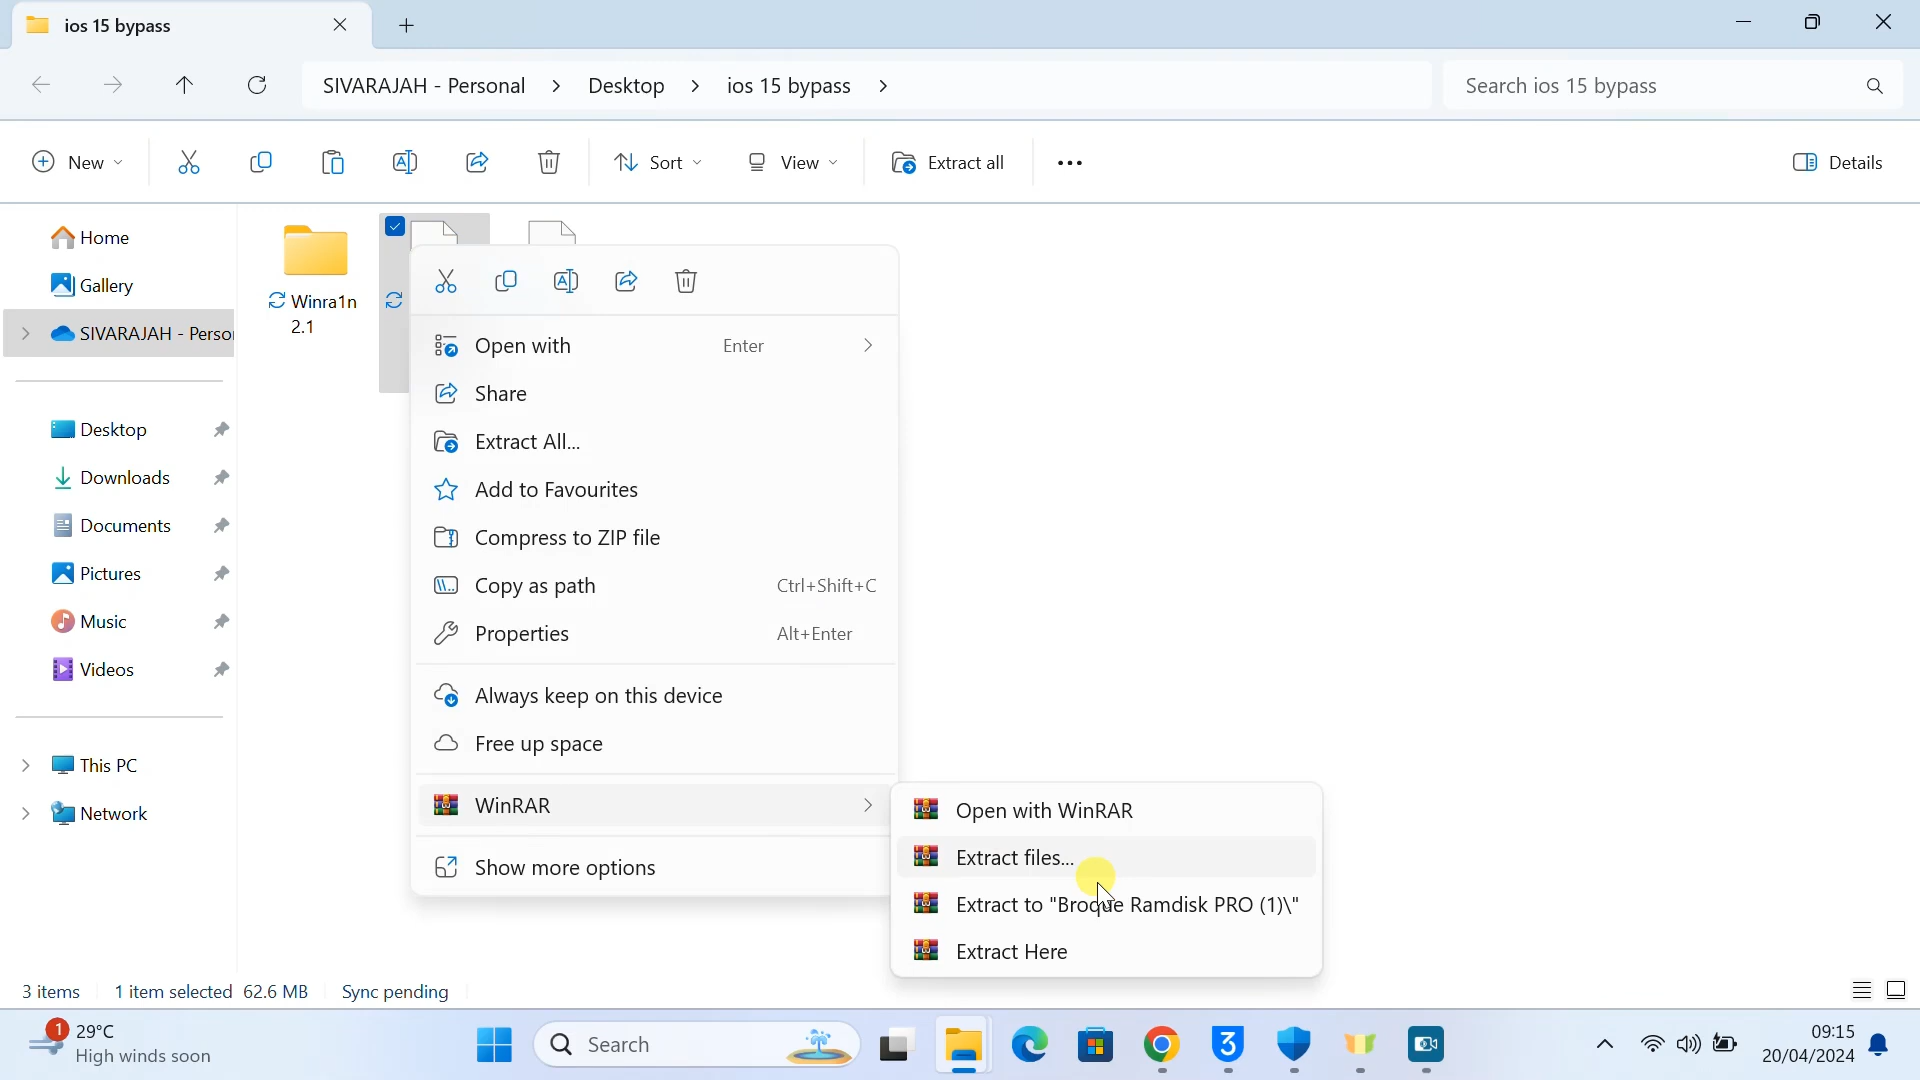 ios 15 bypass
SIVARAJAH - Personal > Desktop > ios 15 bypass >
Search ios 15 bypass
New
Sort
View
Extract all
Details
Home
Gallery
SIVARAJAH - Perso
Desktop
Downloads
Documents
Pictures
Music
Videos
This PC
Network
Winra1n
2.1
Open with Enter
Share
Extract All...
Add to Favourites
Compress to ZIP file
Copy as path Ctrl+Shift+C
Properties Alt+Enter
Always keep on this device
Free up space
WinRAR
Show more options
Open with WinRAR
Extract files...
Extract to "Broque Ramdisk PRO (1)\"
Extract Here
3 items 1 item selected 62.6 MB Sync pending
1
29°C
High winds soon
Search
3
09:15
20/04/2024